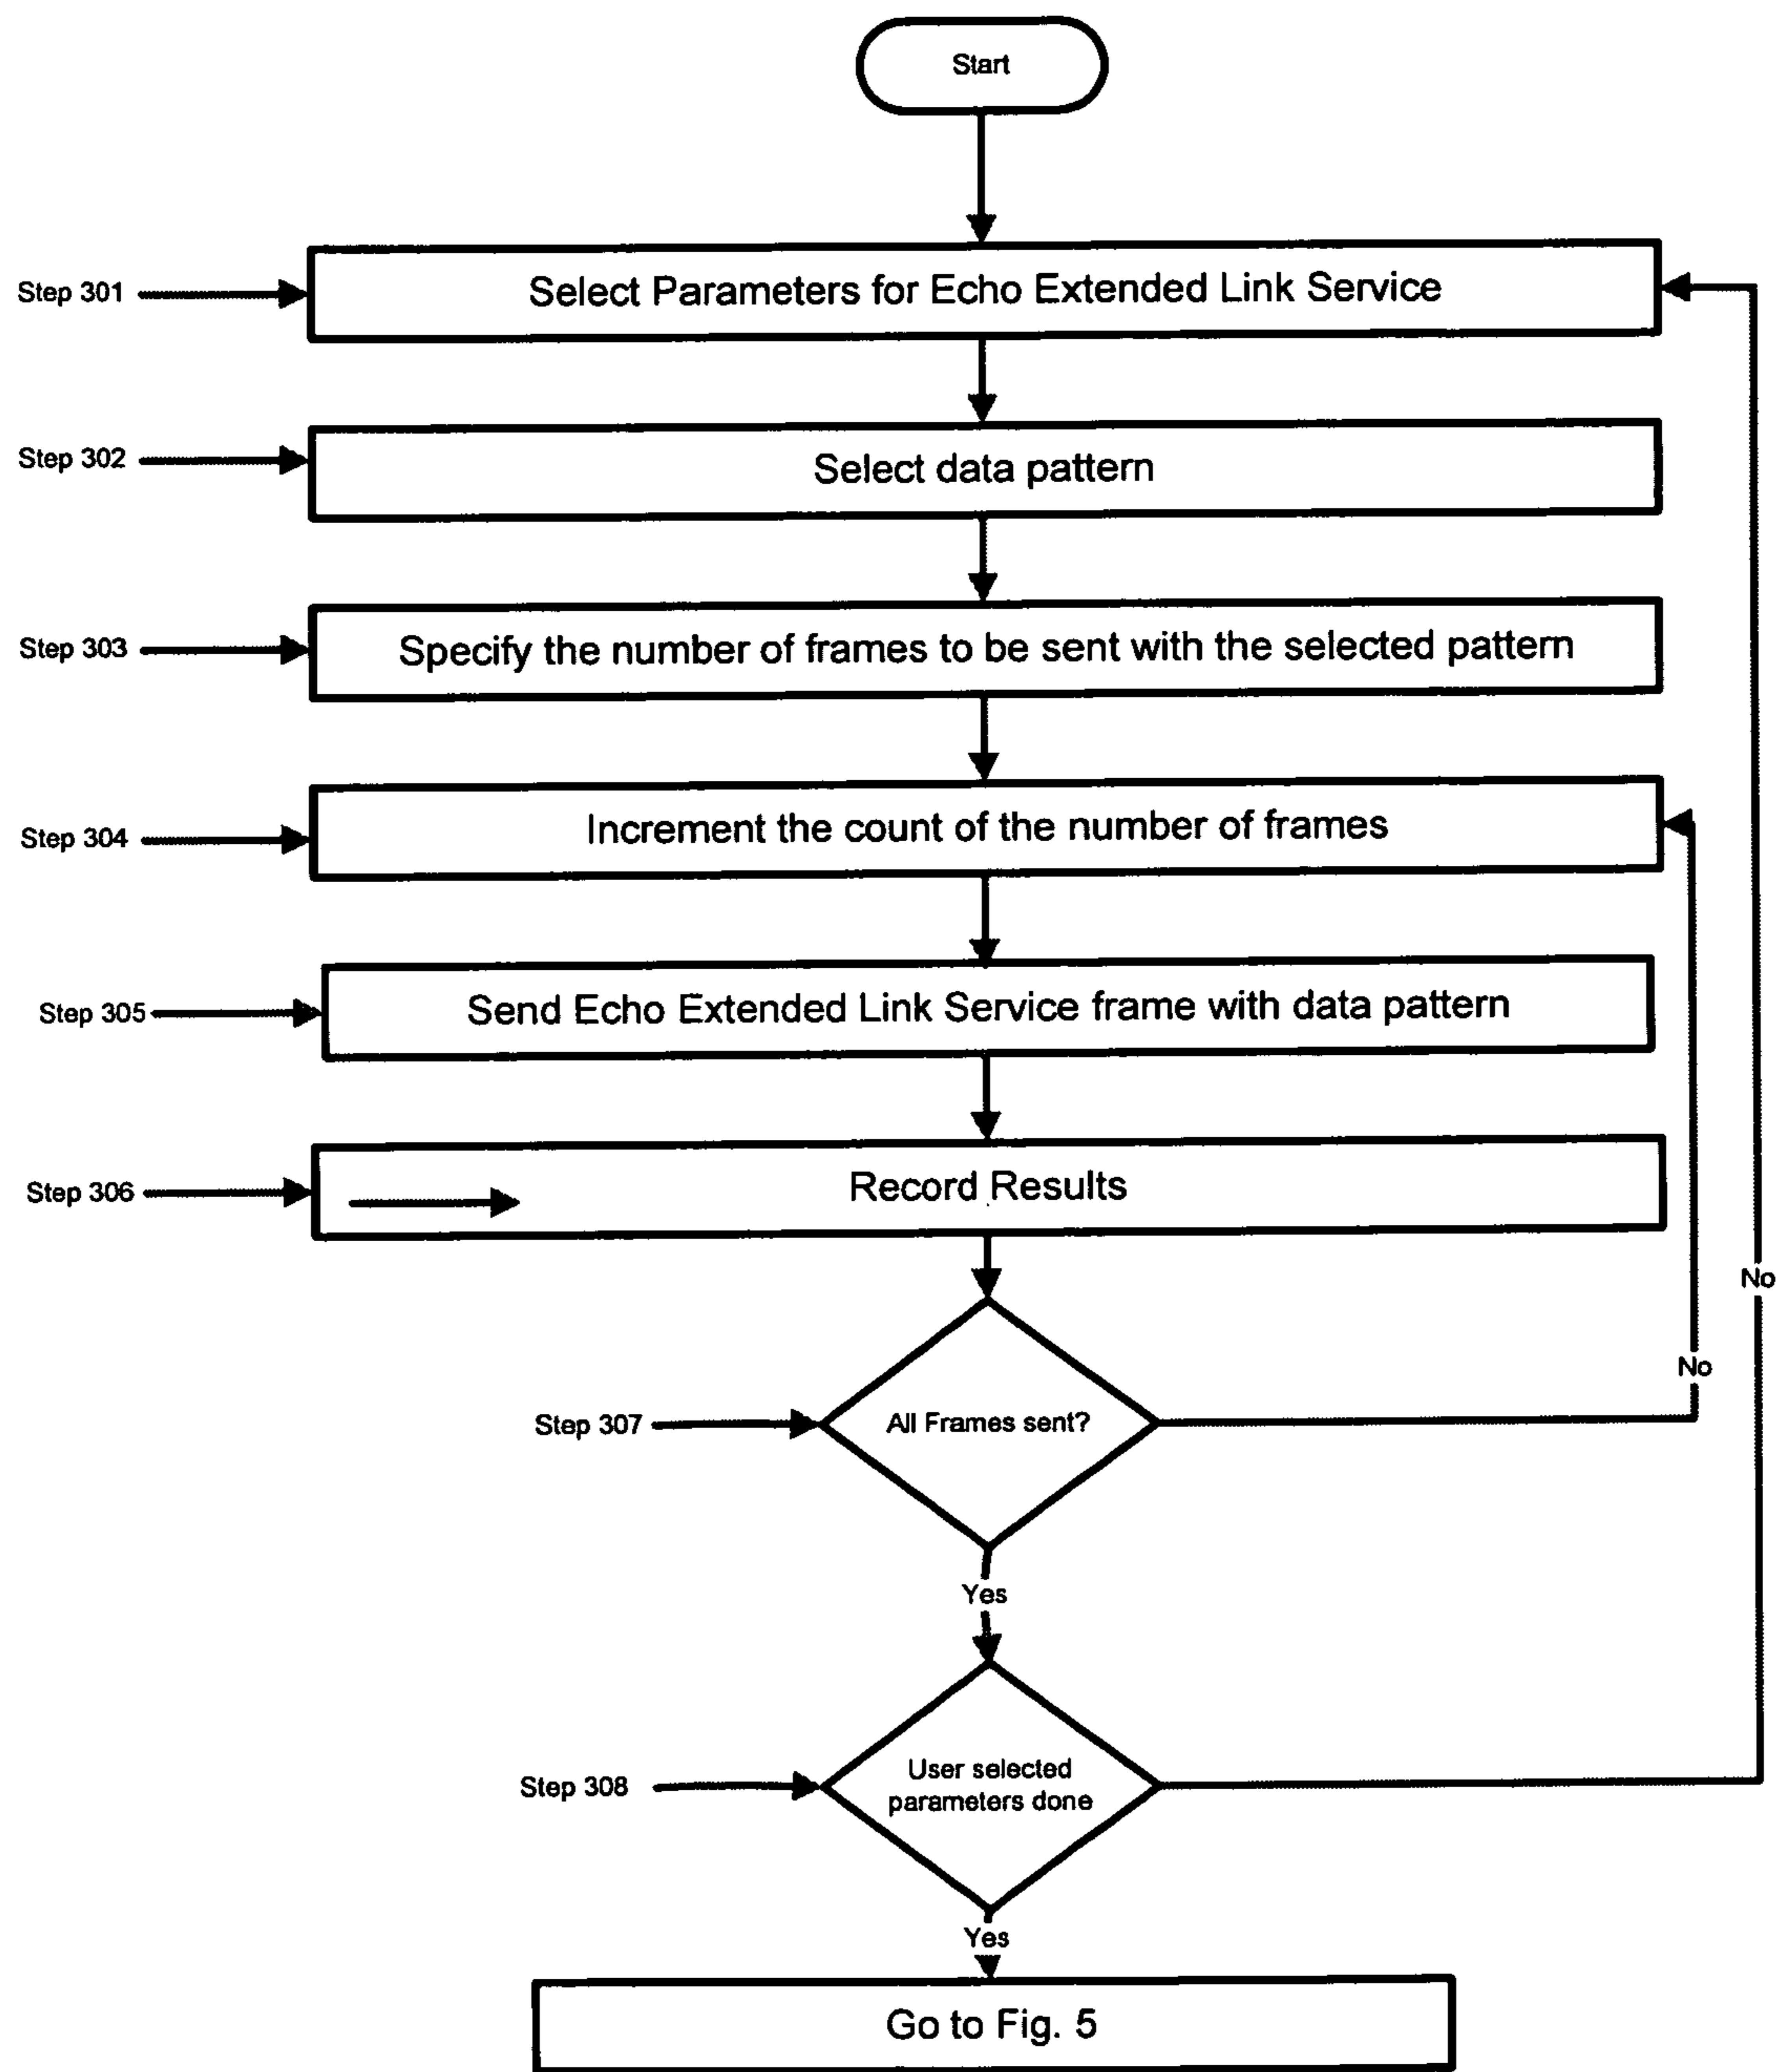 Start
Step 301
Select Parameters for Echo Extended Link Service
Step 302
Select data pattern
Step 303
Specify the number of frames to be sent with the selected pattern
Step 304
Increment the count of the number of frames
Step 305
Send Echo Extended Link Service frame with data pattern
Step 306
Record Results
No
No
Step 307
All Frames sent?
Yes
Step 308
User selected
parameters done
Yes
Go to Fig. 5